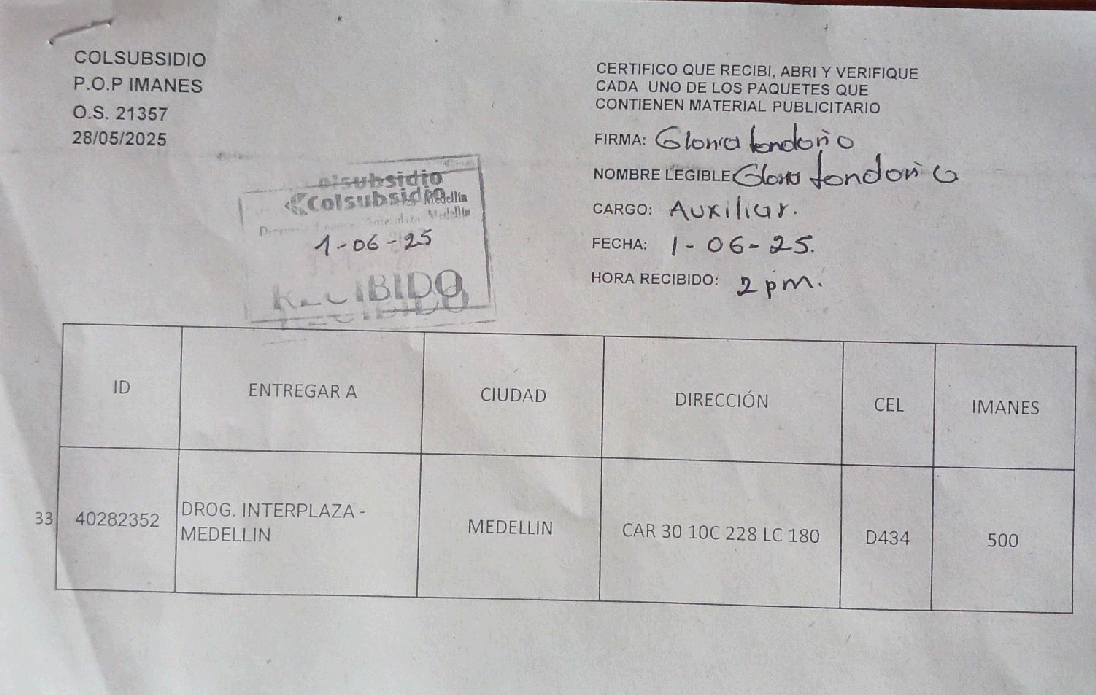 COLSUBSIDIO
P.O.P IMANES
O.S. 21357
28/05/2025
CERTIFICO QUE RECIBI, ABRI Y VERIFIQUE
CADA UNO DE LOS PAQUETES QUE
CONTIENEN MATERIAL PUBLICITARIO
FIRMA: Gloria Londoño
NOMBRE LEGIBLE Gloria Londoño
CARGO: Auxiliar.
FECHA: 1-06-25.
HORA RECIBIDO: 2 pm.
Colsubsidio
Medellin
1-06-25
RECIBIDO
ID ENTREGAR A CIUDAD DIRECCIÓN CEL IMANES
33 40282352 DROG. INTERPLAZA - MEDELLIN MEDELLIN CAR 30 10C 228 LC 180 D434 500